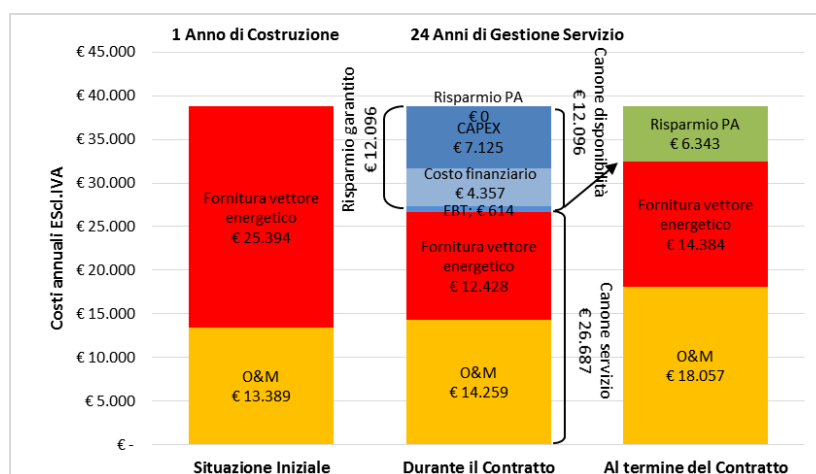 1 Anno di Costruzione
24 Anni di Gestione Servizio
Costi annuali EScl.IVA
€ 45.000
€ 40.000
€ 35.000
€ 30.000
€ 25.000
€ 20.000
€ 15.000
€ 10.000
€ 5.000
€ -
Fornitura vettore
energetico
€ 25.394
O&M
€ 13.389
Risparmio garantito
€ 12.096
Risparmio PA
€ 0
CAPEX
€ 7.125
Costo finanziario
€ 4.357
EBT; € 614
Fornitura vettore
energetico
€ 12.428
O&M
€ 14.259
Canone disponibilità
€ 12.096
Canone servizio
€ 26.687
Risparmio PA
€ 6.343
Fornitura vettore
energetico
€ 14.384
O&M
€ 18.057
Situazione Iniziale
Durante il Contratto
Al termine del Contratto